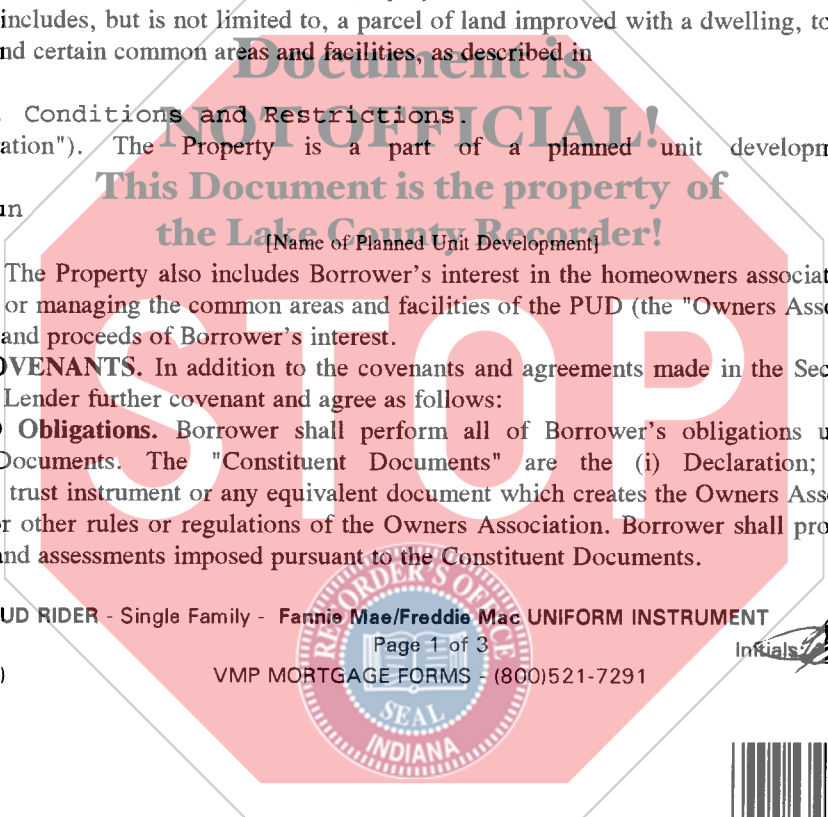 includes, but is not limited to, a parcel of land improved with a dwelling, to
nd certain common areas and facilities, as described in
Document is
Conditions and Restrictions.
NOT OFFICIAL!
ation"). The Property is a part of a planned unit developm
This Document is the property of
un
the Lake County Recorder!
[Name of Planned Unit Development]
The Property also includes Borrower's interest in the homeowners associat
or managing the common areas and facilities of the PUD (the "Owners Asso
and proceeds of Borrower's interest.
OVENANTS. In addition to the covenants and agreements made in the Sec
Lender further covenant and agree as follows:
Obligations. Borrower shall perform all of Borrower's obligations u
Documents. The "Constituent Documents" are the (i) Declaration;
trust instrument or any equivalent document which creates the Owners Ass
r other rules or regulations of the Owners Association. Borrower shall pro
nd assessments imposed pursuant to the Constituent Documents.
STOP
UD RIDER - Single Family - Fannie Mae/Freddie Mac UNIFORM INSTRUMENT
Page 1 of 3
Initials:
) VMP MORTGAGE FORMS - (800)521-7291
RECORDER'S OFFICE
SEAL
INDIANA